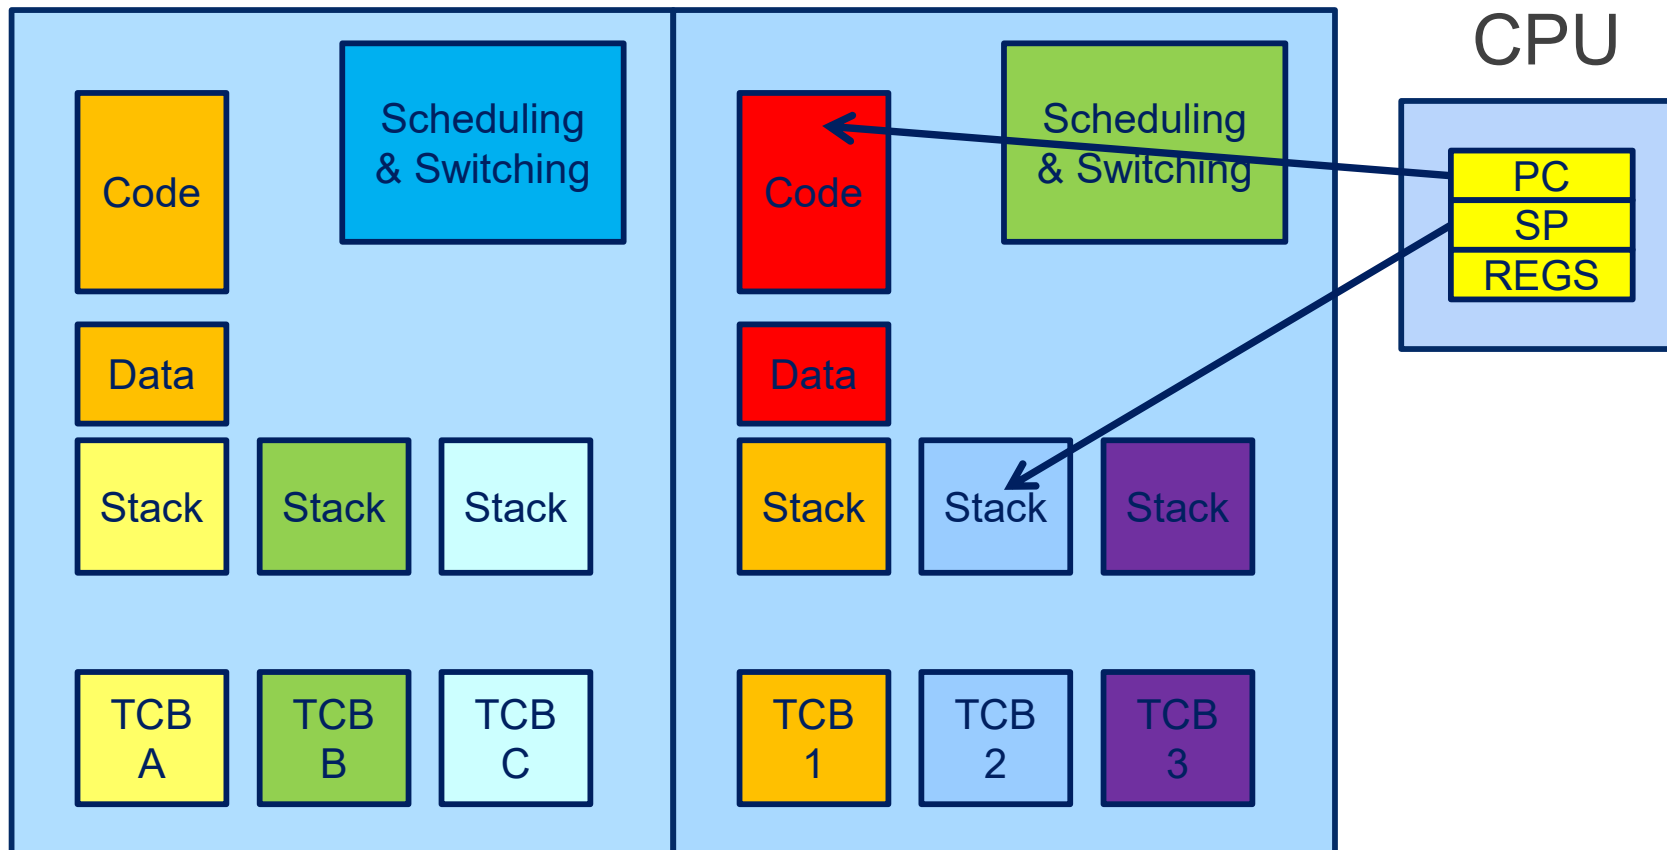 CPU
Scheduling
& Switching
Code
Data
Stack
Stack
Stack
TCB
A
TCB
B
TCB
C
Scheduling
& Switching
Code
Data
Stack
Stack
Stack
TCB
1
TCB
2
TCB
3
PC
SP
REGS